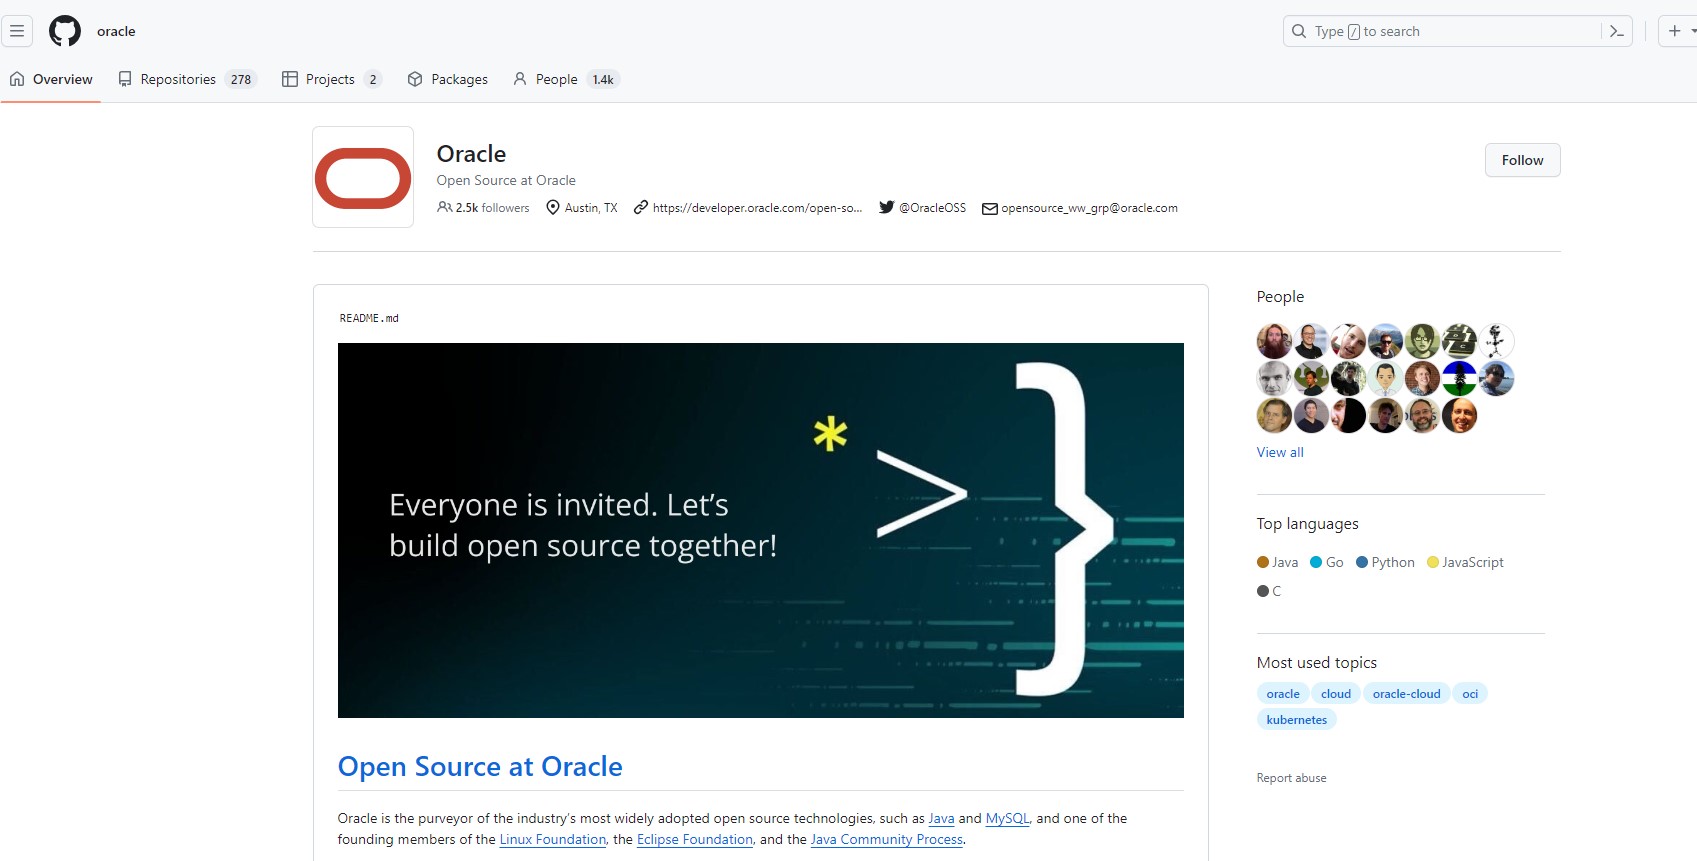 oracle
Type / to search
Overview
Repositories 278
Projects 2
Packages
People 1.4k
Oracle
Open Source at Oracle
2.5k followers
Austin, TX
https://developer.oracle.com/open-so...
@OracleOSS
opensource_ww_grp@oracle.com
Follow
README.md
Everyone is invited. Let’s
build open source together!
Open Source at Oracle
Oracle is the purveyor of the industry’s most widely adopted open source technologies, such as Java and MySQL, and one of the
founding members of the Linux Foundation, the Eclipse Foundation, and the Java Community Process.
People
View all
Top languages
Java Go Python JavaScript
C
Most used topics
oracle cloud oracle-cloud oci
kubernetes
Report abuse